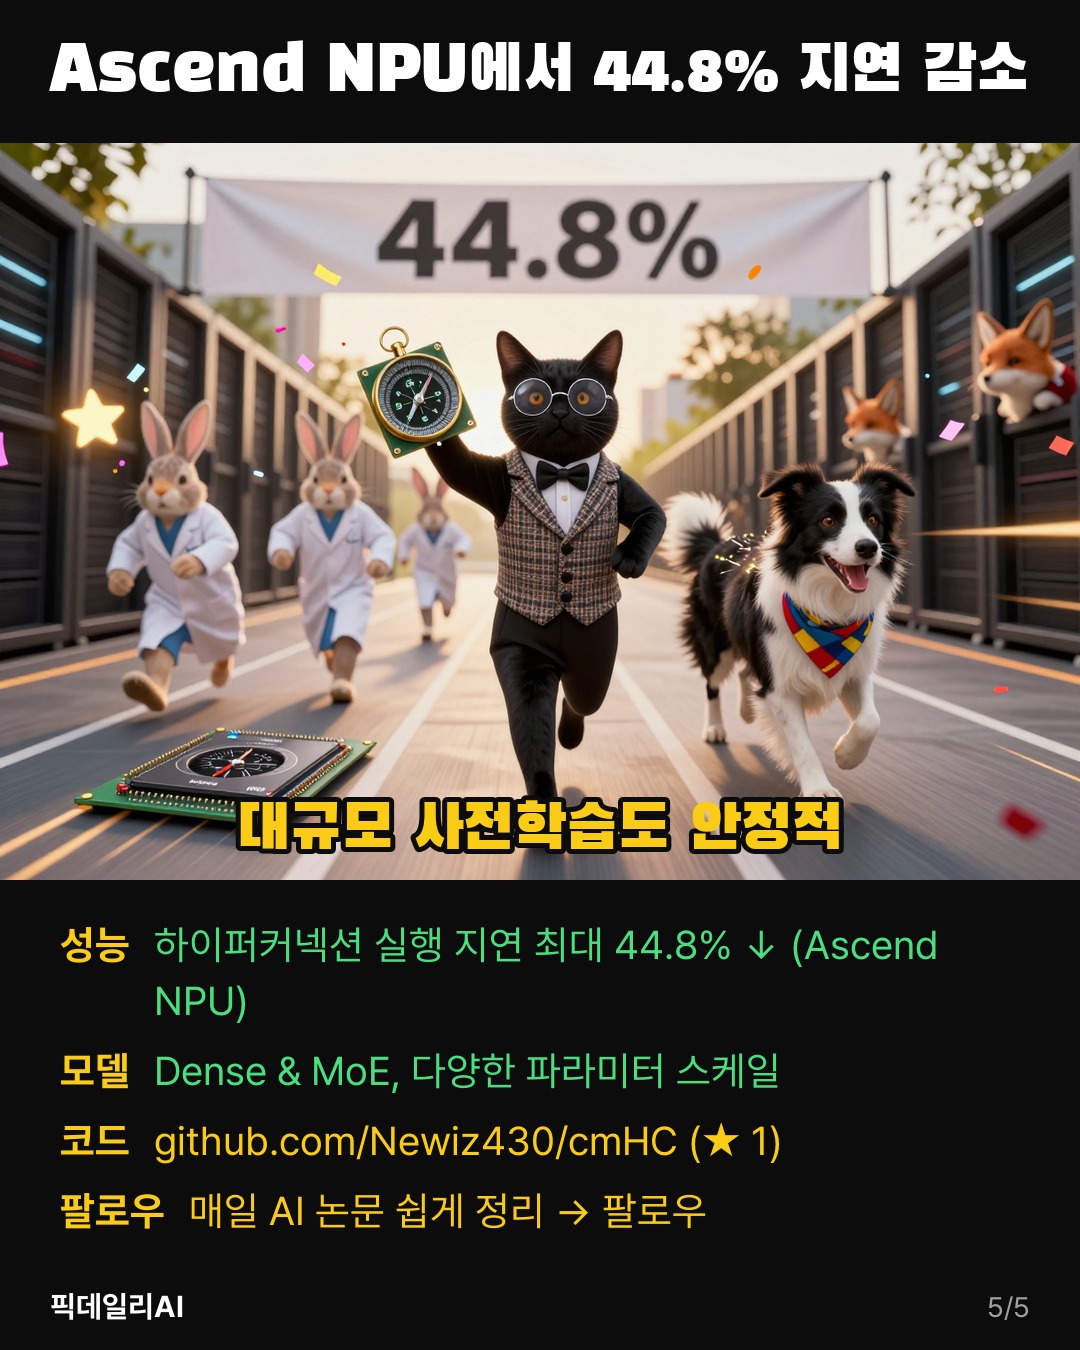 Ascend NPU에서 44.8% 지연 감소
44.8%
대규모 사전학습도 안정적
성능 하이퍼커넥션 실행 지연 최대 44.8% ↓ (Ascend
NPU)
모델 Dense & MoE, 다양한 파라미터 스케일
코드 github.com/Newiz430/cmHC (★ 1)
팔로우 매일 AI 논문 쉽게 정리 → 팔로우
픽데일리AI
5/5